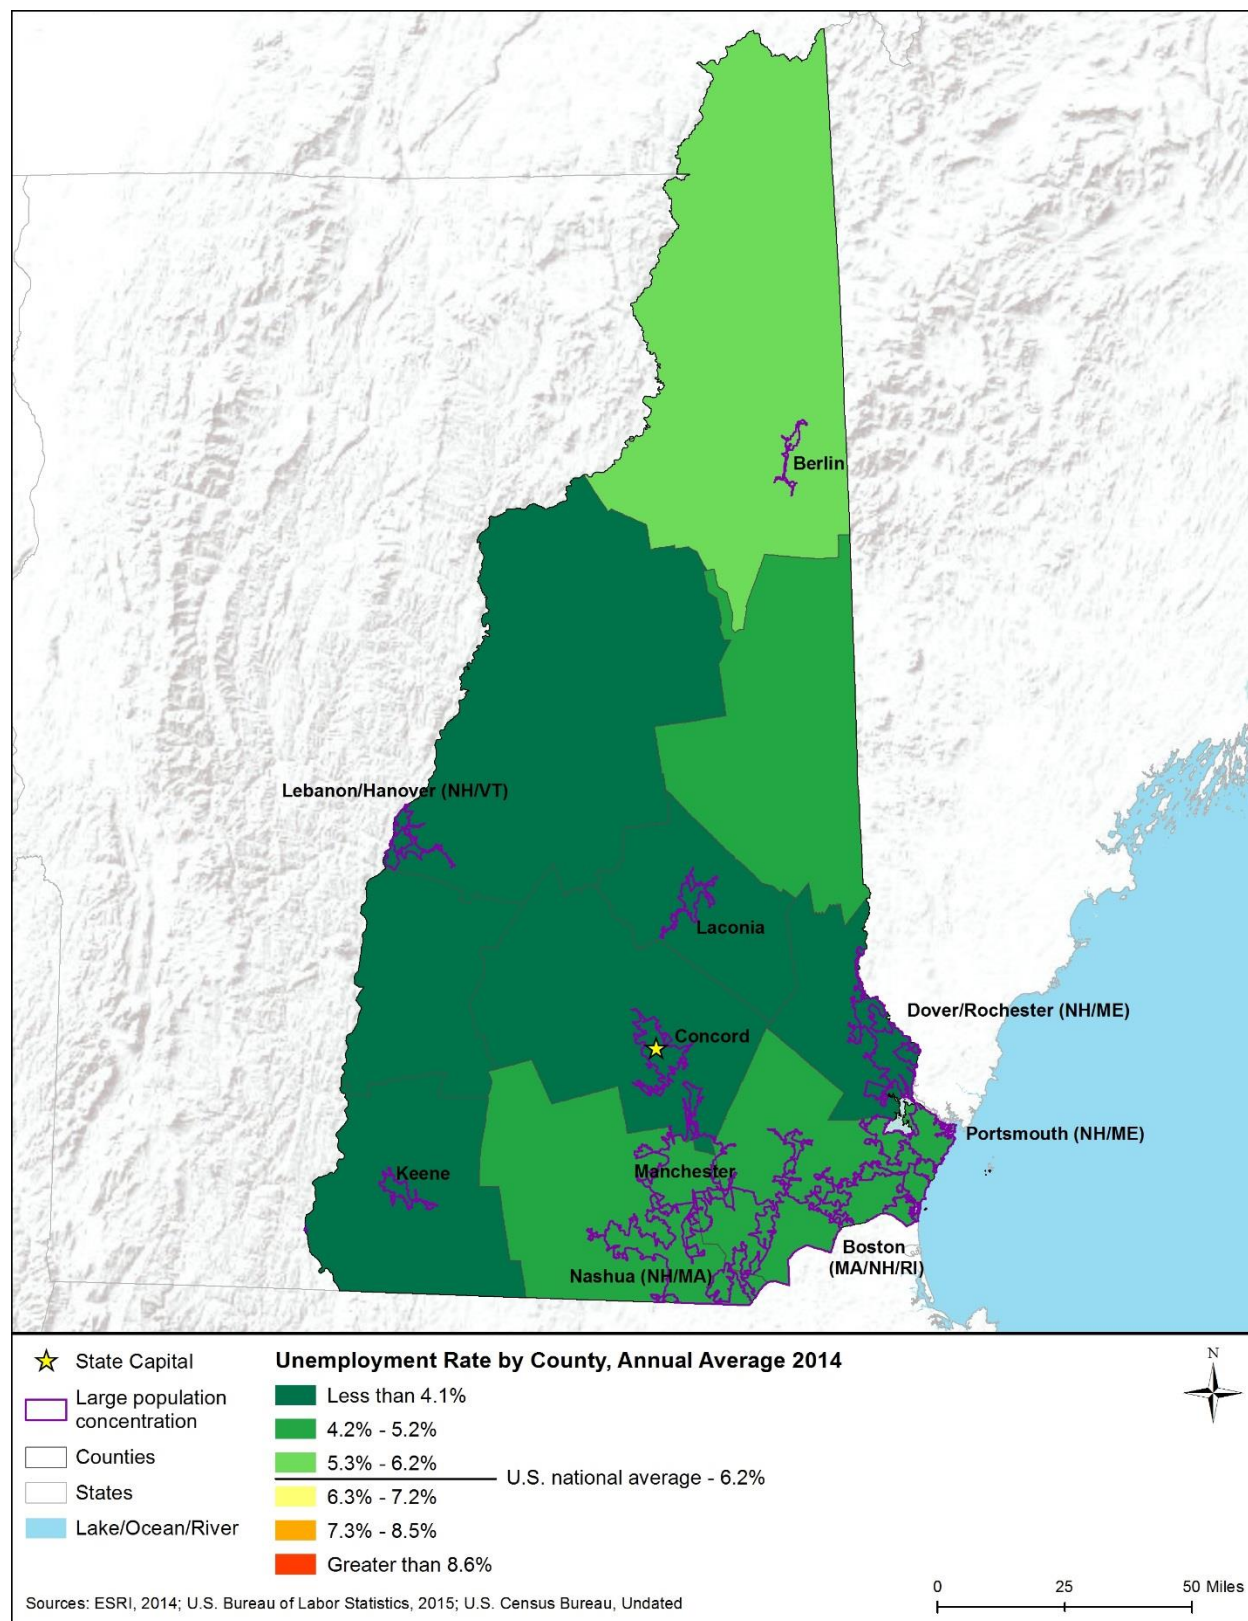 Berlin
Lebanon/Hanover (NH/VT)
Laconia
Dover/Rochester (NH/ME)
Concord
Portsmouth (NH/ME)
Keene
Manchester
Boston
(MA/NH/RI)
Nashua (NH/MA)
State Capital
Large population
concentration
Counties
States
Lake/Ocean/River
Unemployment Rate by County, Annual Average 2014
Less than 4.1%
4.2% - 5.2%
5.3% - 6.2%
U.S. national average - 6.2%
6.3% - 7.2%
7.3% - 8.5%
Greater than 8.6%
N
0 25 50 Miles
Sources: ESRI, 2014; U.S. Bureau of Labor Statistics, 2015; U.S. Census Bureau, Undated